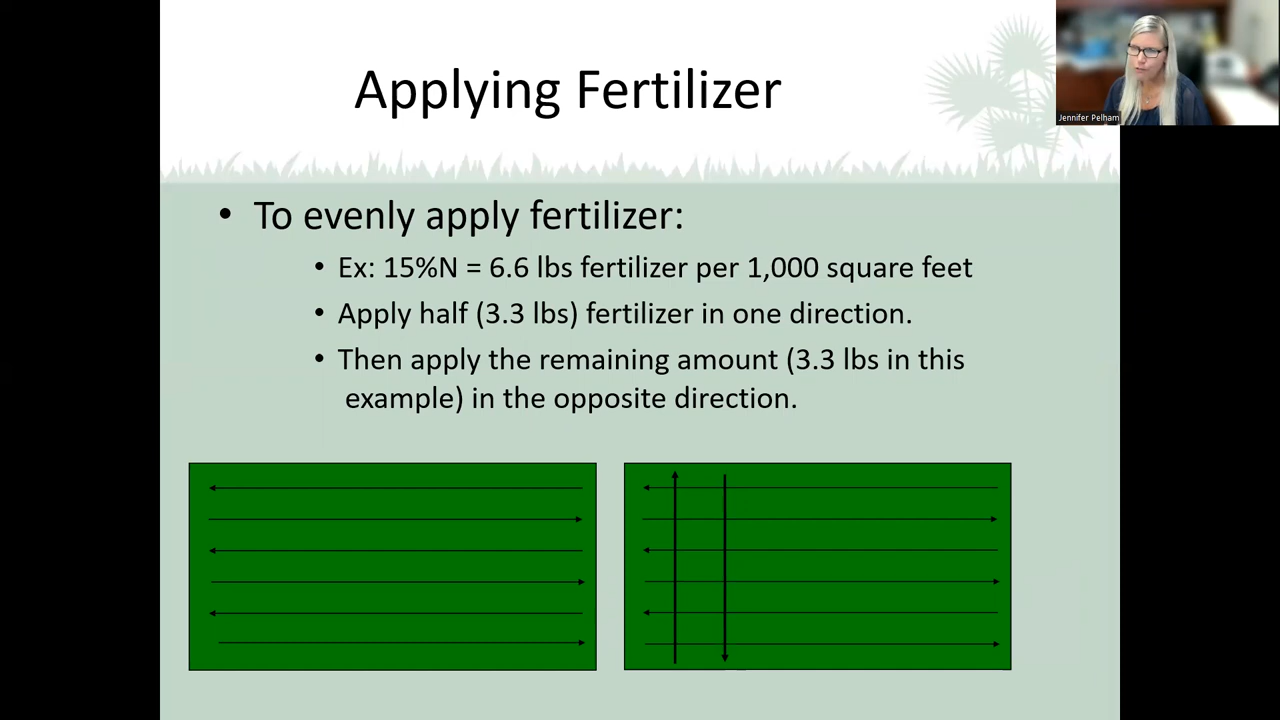 Applying Fertilizer
Jennifer Pelham
• To evenly apply fertilizer:
• Ex: 15%N = 6.6 lbs fertilizer per 1,000 square feet
• Apply half (3.3 lbs) fertilizer in one direction.
• Then apply the remaining amount (3.3 lbs in this
example) in the opposite direction.